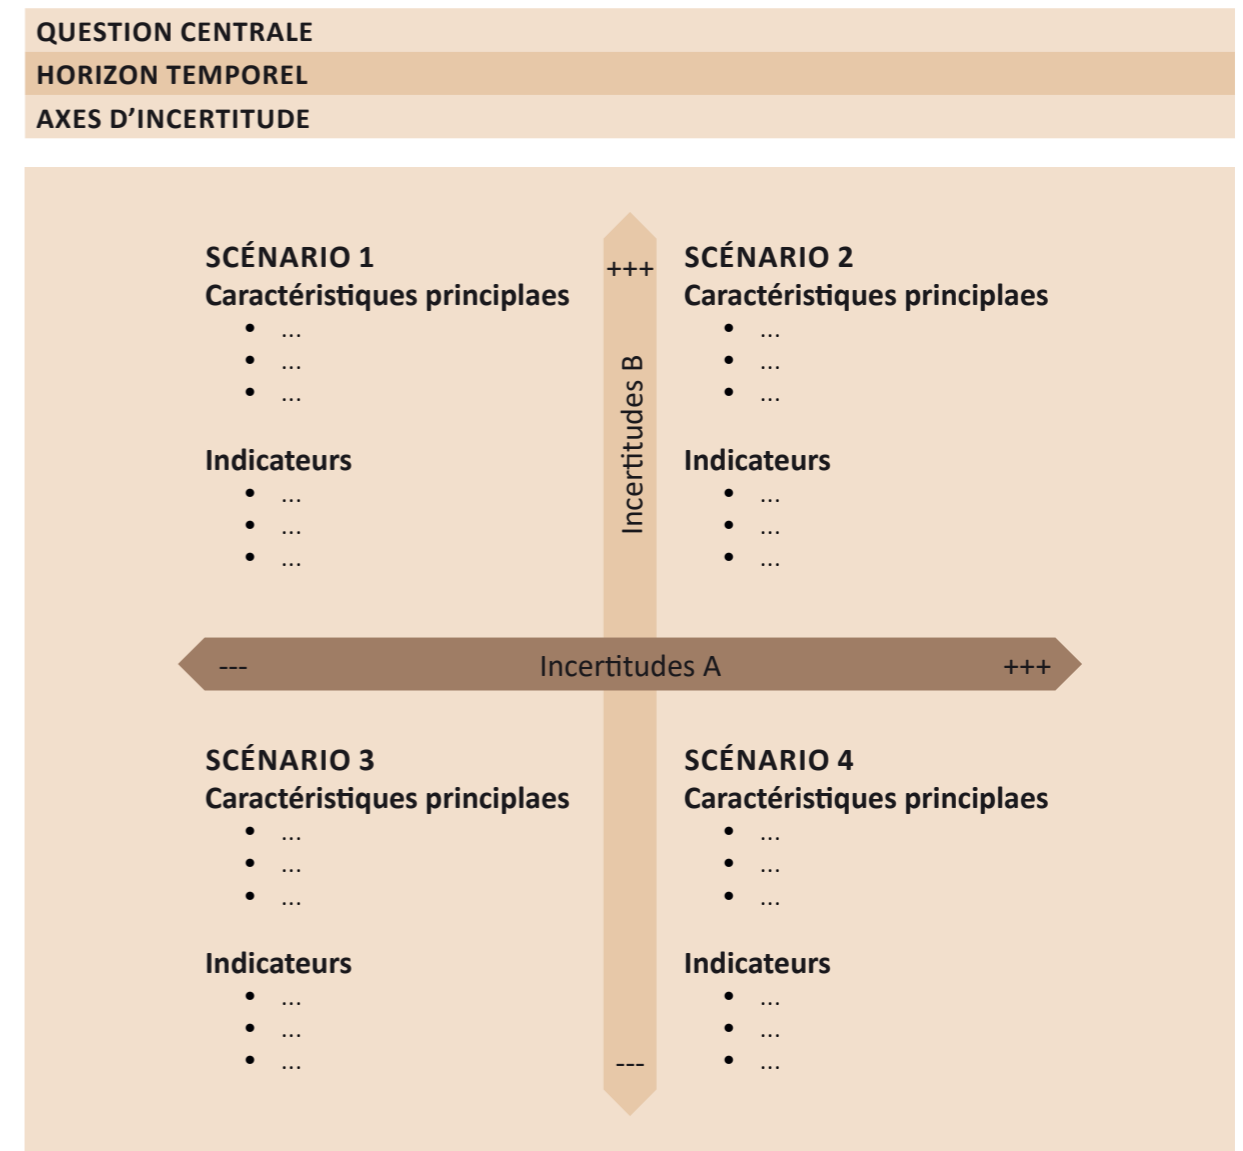 QUESTION CENTRALE
HORIZON TEMPOREL
AXES D’INCERTITUDE
SCÉNARIO 1
Caractéristiques principlaes
• ...
• ...
• ...
Indicateurs
• ...
• ...
• ...
+++
Incertitudes B
SCÉNARIO 2
Caractéristiques principlaes
• ...
• ...
• ...
Indicateurs
• ...
• ...
• ...
--- Incertitudes A +++
SCÉNARIO 3
Caractéristiques principlaes
• ...
• ...
• ...
Indicateurs
• ...
• ...
• ...
---
SCÉNARIO 4
Caractéristiques principlaes
• ...
• ...
• ...
Indicateurs
• ...
• ...
• ...